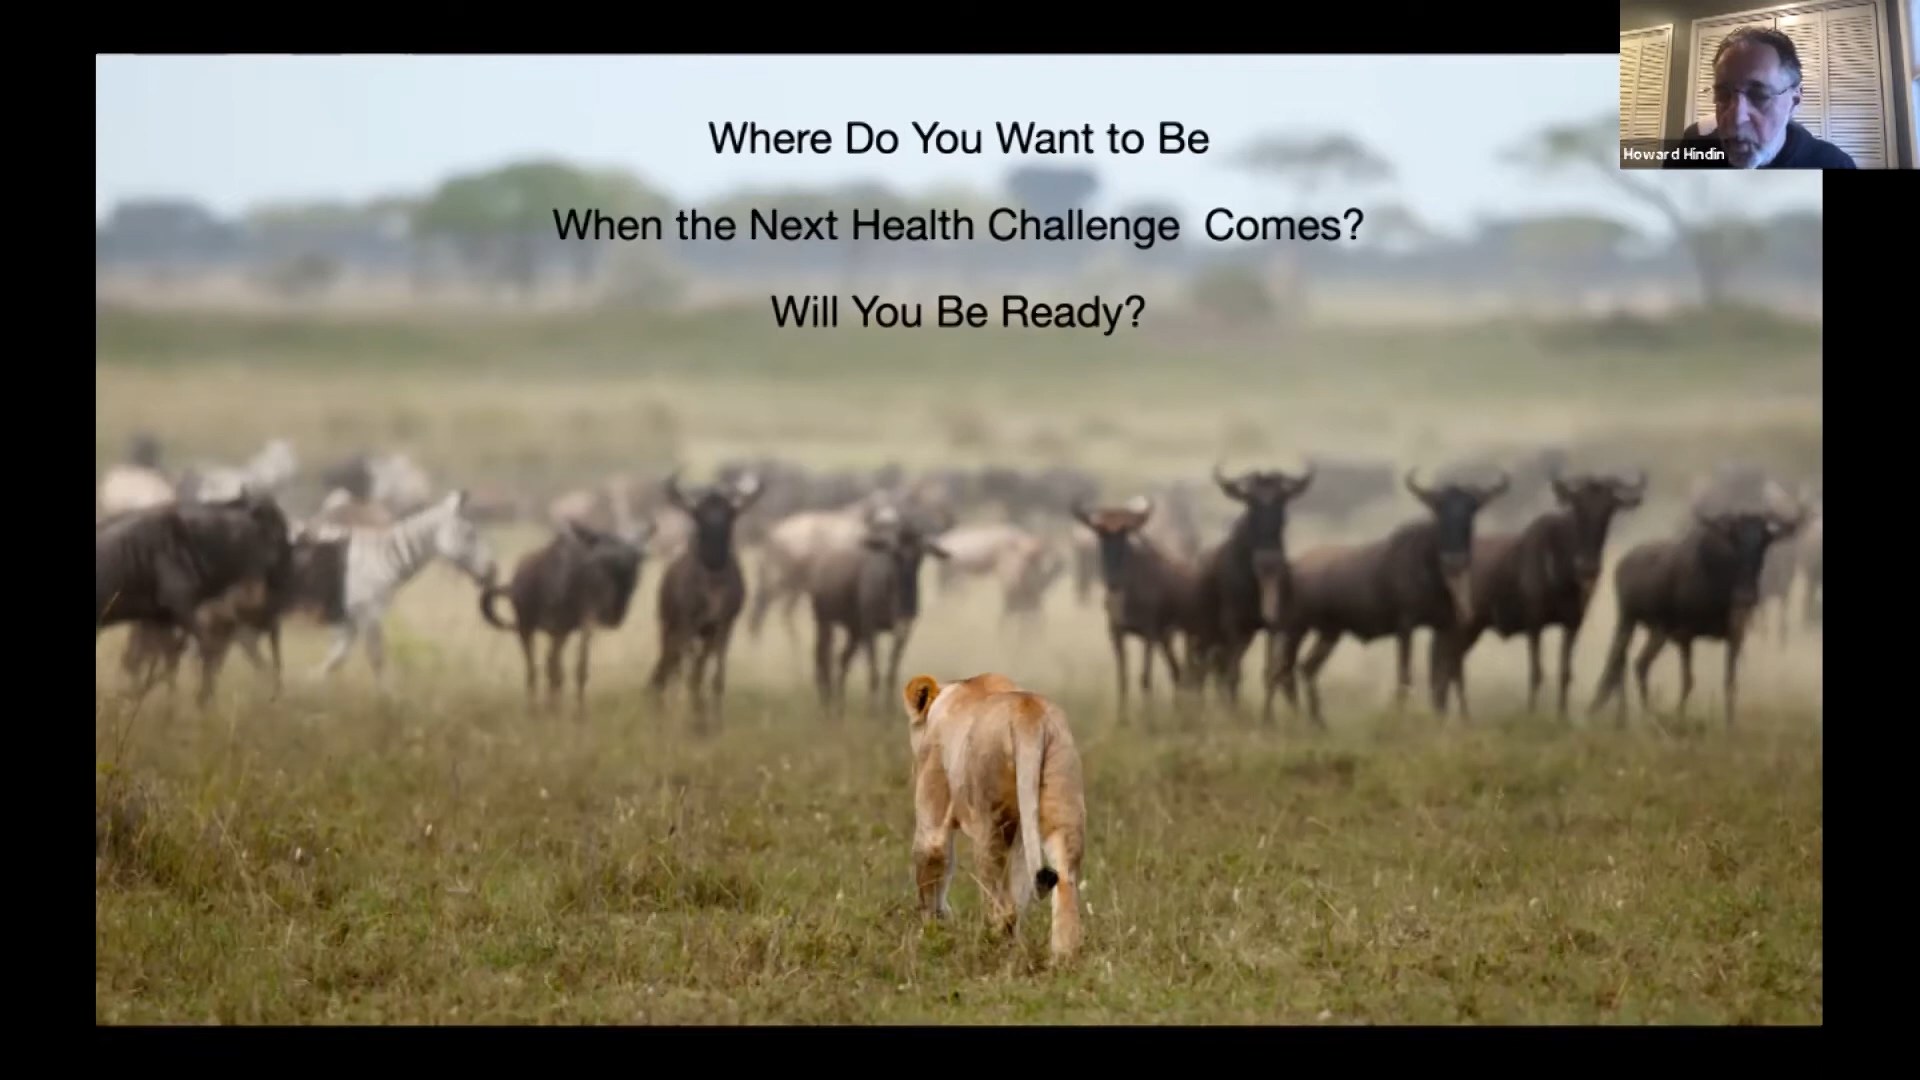 Where Do You Want to Be
When the Next Health Challenge  Comes?
Will You Be Ready?
Howard Hindin